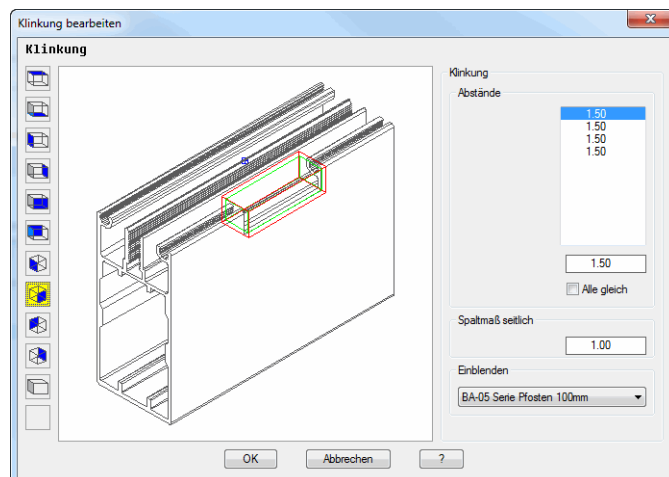 Klinkung bearbeiten
Klinkung
Klinkung
Abstände
1.50
1.50
1.50
1.50
1.50
Alle gleich
Spaltmaß seitlich
1.00
Einblenden
BA-05 Serie Pfosten 100mm
OK
Abbrechen
?